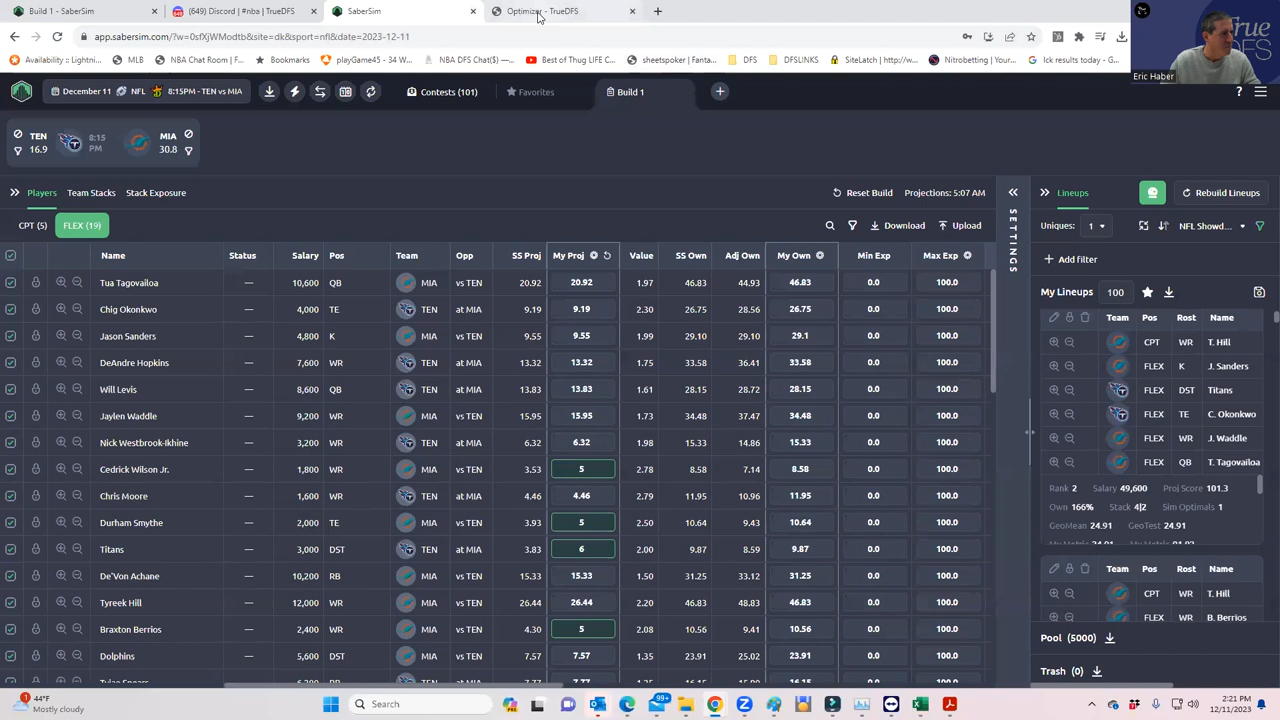 Build 1 - SaberSim
(649) Discord | #nba | TrueDFS
SaberSim
Optimizer - TrueDFS
app.sabersim.com/?w=0sfXjWModtb&site=dk&sport=nfl&date=2023-12-11
Availability :: Lightnin...
MLB
NBA Chat Room | Fi...
Bookmarks
playGame45 - 34 W...
NBA DFS Chat($) —...
Best of Thug LIFE C...
sheetspoker | Fanta...
DFS
DFSLINKS
SiteLatch | http://w...
Nitrobetting | You...
Ick results today - G...
True
DFS
Eric Haber
December 11
NFL
8:15PM - TEN vs MIA
Contests (101)
Favorites
Build 1
TEN
16.9
8:15
PM
MIA
30.8
Players
Team Stacks
Stack Exposure
Reset Build
Projections: 5:07 AM
CPT (5)
FLEX (19)
Download
Upload
Name Status Salary Pos Team Opp SS Proj My Proj Value SS Own Adj Own My Own Min Exp Max Exp
Tua Tagovailoa — 10,600 QB MIA vs TEN 20.92 20.92 1.97 46.83 44.93 46.83 0.0 100.0
Chig Okonkwo — 4,000 TE TEN at MIA 9.19 9.19 2.30 26.75 28.56 26.75 0.0 100.0
Jason Sanders — 4,800 K MIA vs TEN 9.55 9.55 1.99 29.10 29.10 29.1 0.0 100.0
DeAndre Hopkins — 7,600 WR TEN at MIA 13.32 13.32 1.75 33.58 36.41 33.58 0.0 100.0
Will Levis — 8,600 QB TEN at MIA 13.83 13.83 1.61 28.15 28.72 28.15 0.0 100.0
Jaylen Waddle — 9,200 WR MIA vs TEN 15.95 15.95 1.73 34.48 37.47 34.48 0.0 100.0
Nick Westbrook-Ikhine — 3,200 WR TEN at MIA 6.32 6.32 1.98 15.33 14.86 15.33 0.0 100.0
Cedrick Wilson Jr. — 1,800 WR MIA vs TEN 3.53 5 2.78 8.58 7.14 8.58 0.0 100.0
Chris Moore — 1,600 WR TEN at MIA 4.46 4.46 2.79 11.95 10.96 11.95 0.0 100.0
Durham Smythe — 2,000 TE MIA vs TEN 3.93 5 2.50 10.64 9.43 10.64 0.0 100.0
Titans — 3,000 DST TEN at MIA 3.83 6 2.00 9.87 8.59 9.87 0.0 100.0
De'Von Achane — 10,200 RB MIA vs TEN 15.33 15.33 1.50 31.25 33.12 31.25 0.0 100.0
Tyreek Hill — 12,000 WR MIA vs TEN 26.44 26.44 2.20 46.83 48.83 46.83 0.0 100.0
Braxton Berrios — 2,400 WR MIA vs TEN 4.30 5 2.08 10.56 9.41 10.56 0.0 100.0
Dolphins — 5,600 DST MIA vs TEN 7.57 7.57 1.35 23.91 25.02 23.91 0.0 100.0
SETTINGS
Lineups
Rebuild Lineups
Uniques: 1
NFL Showd...
Add filter
My Lineups 100
Team Pos Rost Name
CPT WR T. Hill
FLEX K J. Sanders
FLEX DST Titans
FLEX TE C. Okonkwo
FLEX WR J. Waddle
FLEX QB T. Tagovailoa
Rank 2 Salary 49,600 Proj Score 101.3
Own 166% Stack 4|2 Sim Optimals 1
GeoMean 24.91 GeoTest 24.91
Team Pos Rost Name
CPT WR T. Hill
FLEX WR B. Berrios
Pool (5000)
Trash (0)
44°F
Mostly cloudy
Search
99+
2:21 PM
12/11/2023